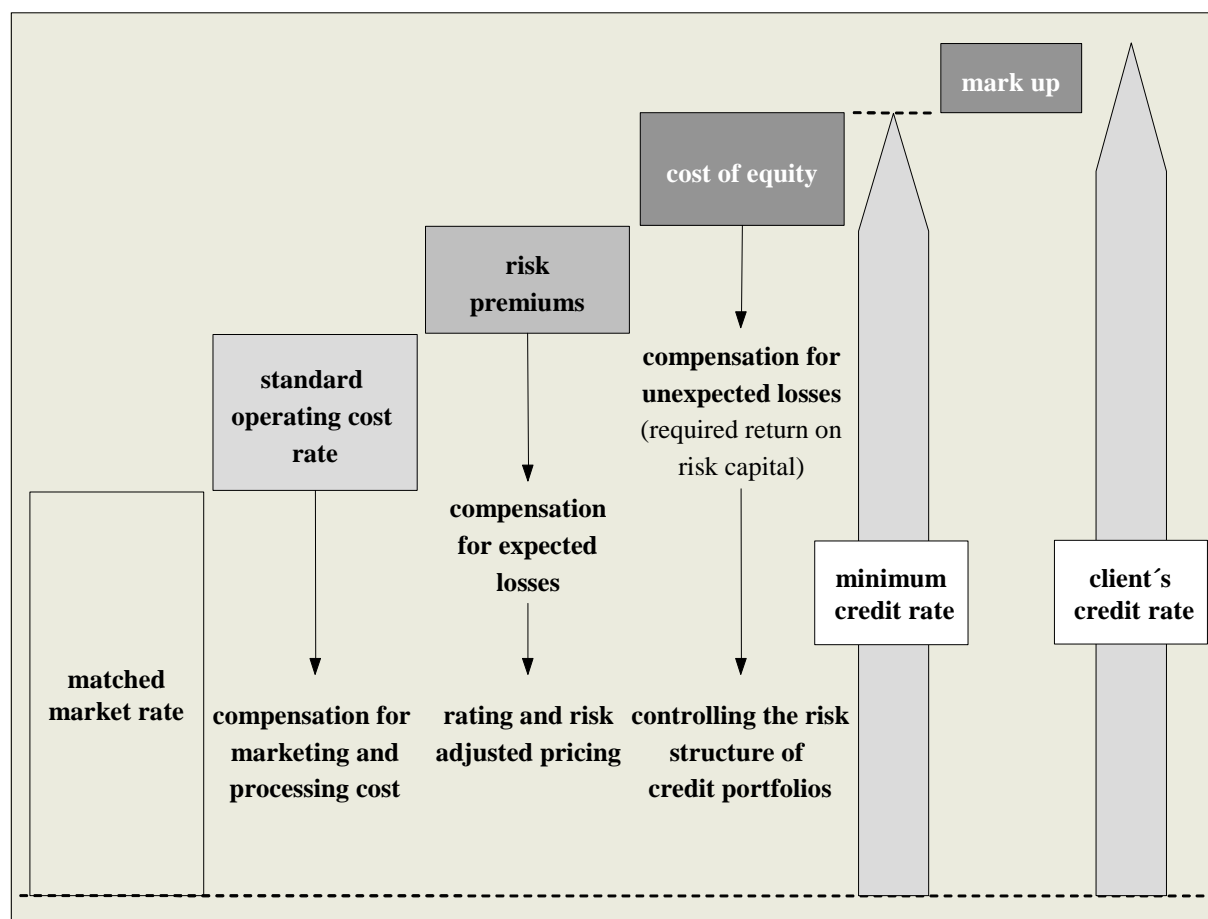 mark up
cost of equity
risk
premiums
standard
operating cost
rate
compensation for
unexpected losses
(required return on
risk capital)
compensation
for expected
losses
minimum
credit rate
client´s
credit rate
matched
market rate
compensation for
marketing and
processing cost
rating and risk
adjusted pricing
controlling the risk
structure of
credit portfolios